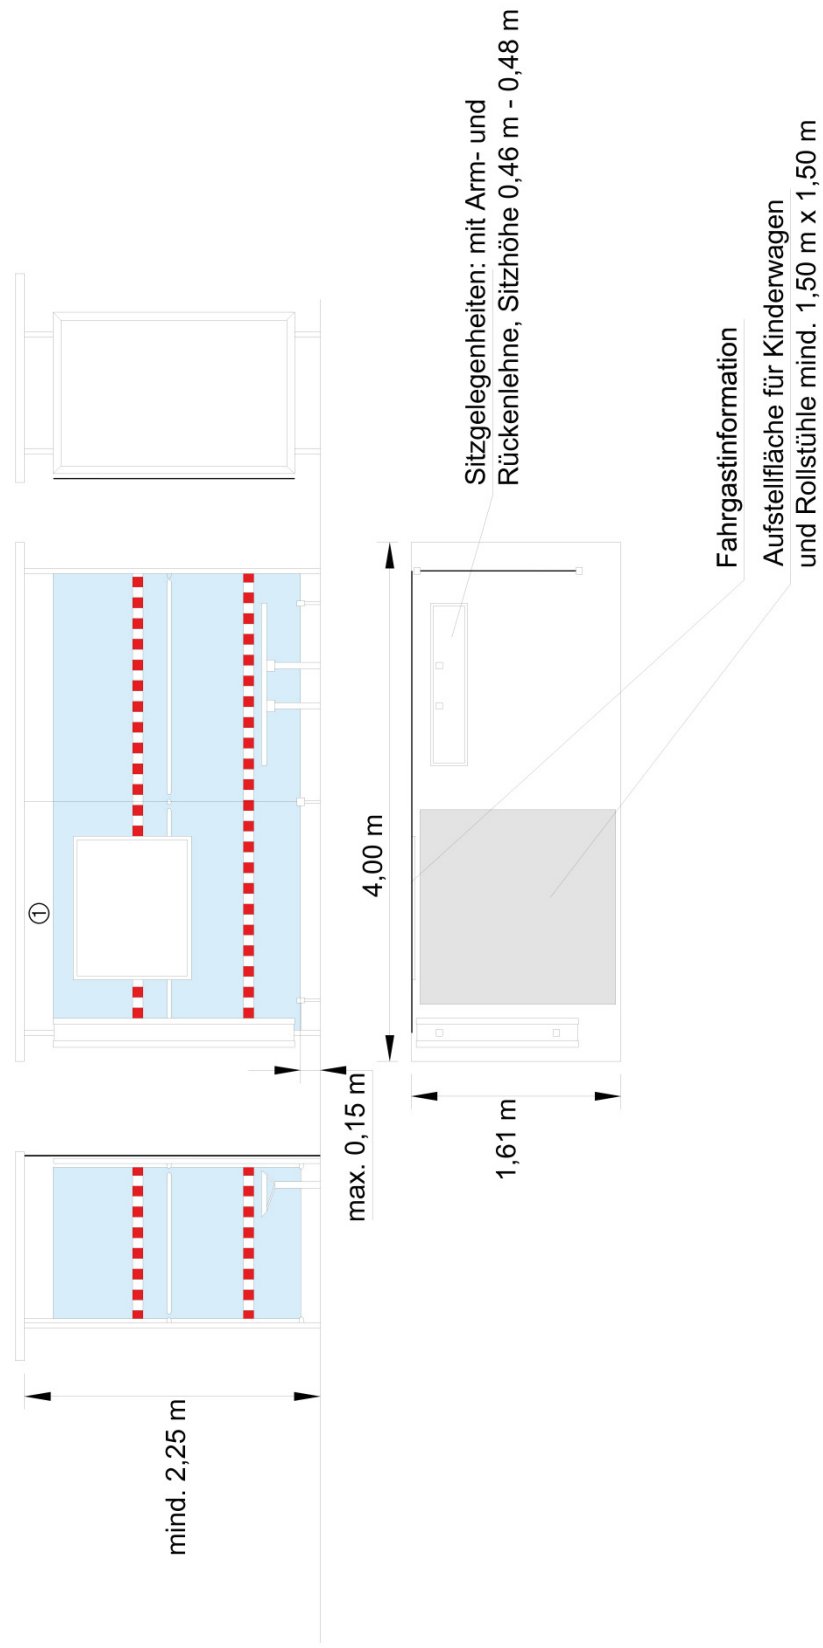 ①
mind. 2,25 m
max. 0,15 m
4,00 m
1,61 m
Sitzgelegenheiten: mit Arm- und
Rückenlehne, Sitzhöhe 0,46 m - 0,48 m
Fahrgastinformation
Aufstellfläche für Kinderwagen
und Rollstühle mind. 1,50 m x 1,50 m